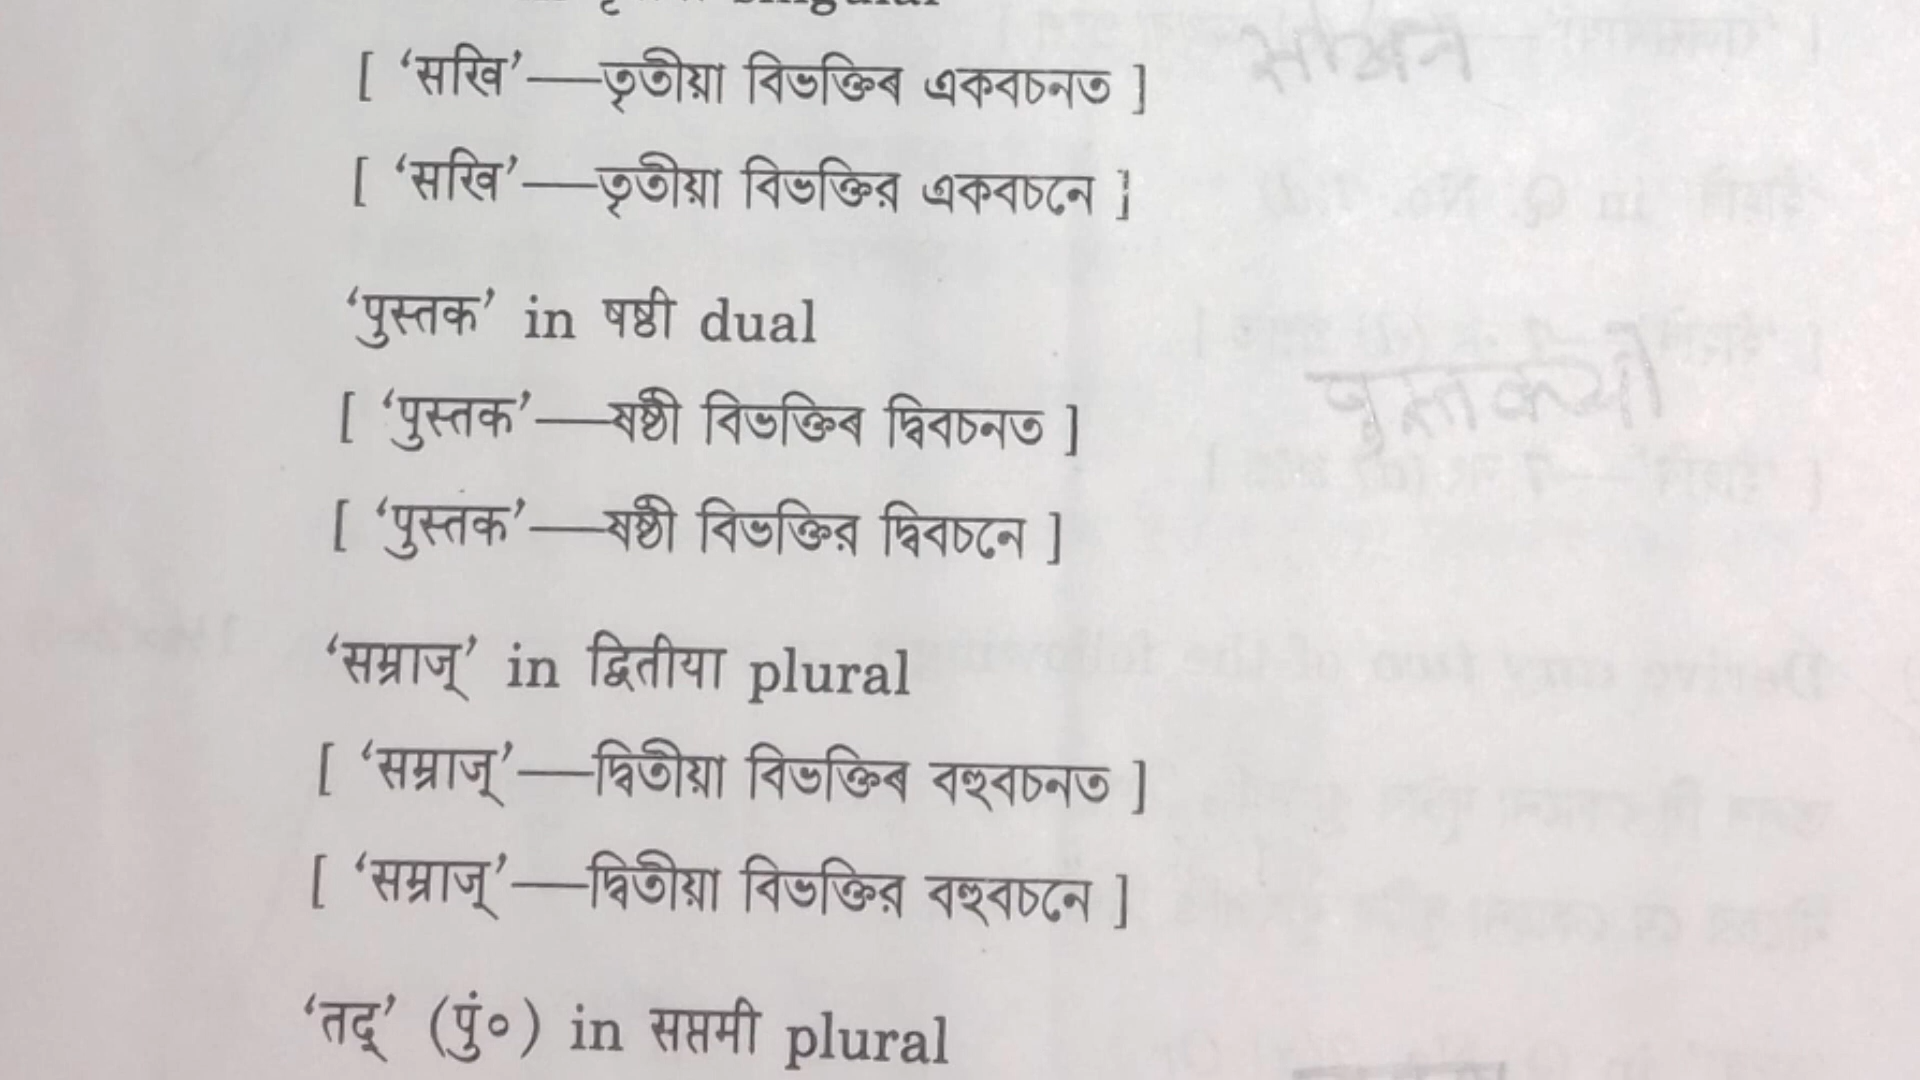 singular
[ ‘सखि’—তৃতীয়া বিভক্তিৰ একবচনত ]
[ ‘सखि’—তৃতীয়া বিভক্তির একবচনে ]
‘पुस्तक’ in षष्ठी dual
[ ‘पुस्तक’—ষষ্ঠী বিভক্তিৰ দ্বিবচনত ]
[ ‘पुस्तक’—ষষ্ঠী বিভক্তির দ্বিবচনে ]
‘सम्राज्’ in द्वितीया plural
[ ‘सम्राज्’—দ্বিতীয়া বিভক্তিৰ বহুবচনত ]
[ ‘सम्राज्’—দ্বিতীয়া বিভক্তির বহুবচনে ]
‘तद्’ (पुं०) in सप्तमी plural